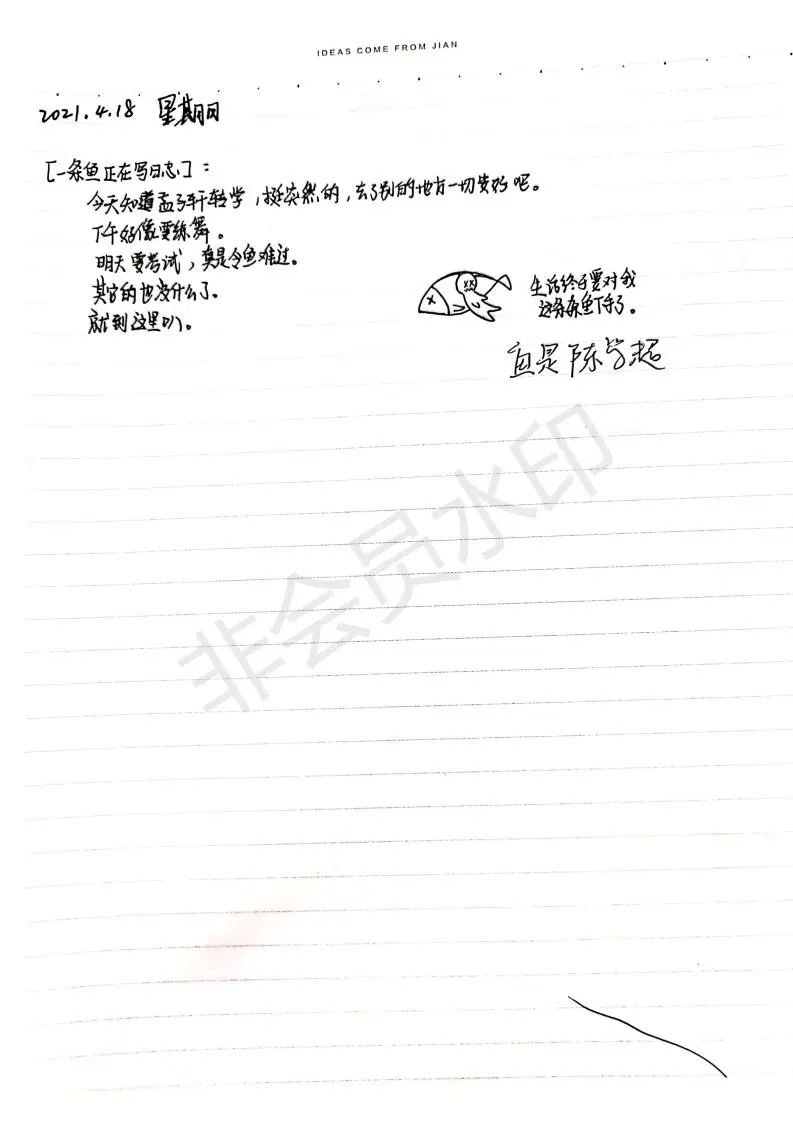 IDEAS COME FROM JIAN
2021.4.18 星期日
[一条鱼正在写日志]:
今天知道孟子轩转学,挺突然的,去了别的地方一切安好吧。
下午好像要练舞。
明天要考试,真是令鱼难过。
其它的也没什么了。
就到这里叭。
生活终于要对我
这条鱼下手了。
直是陈学超
非会员水印